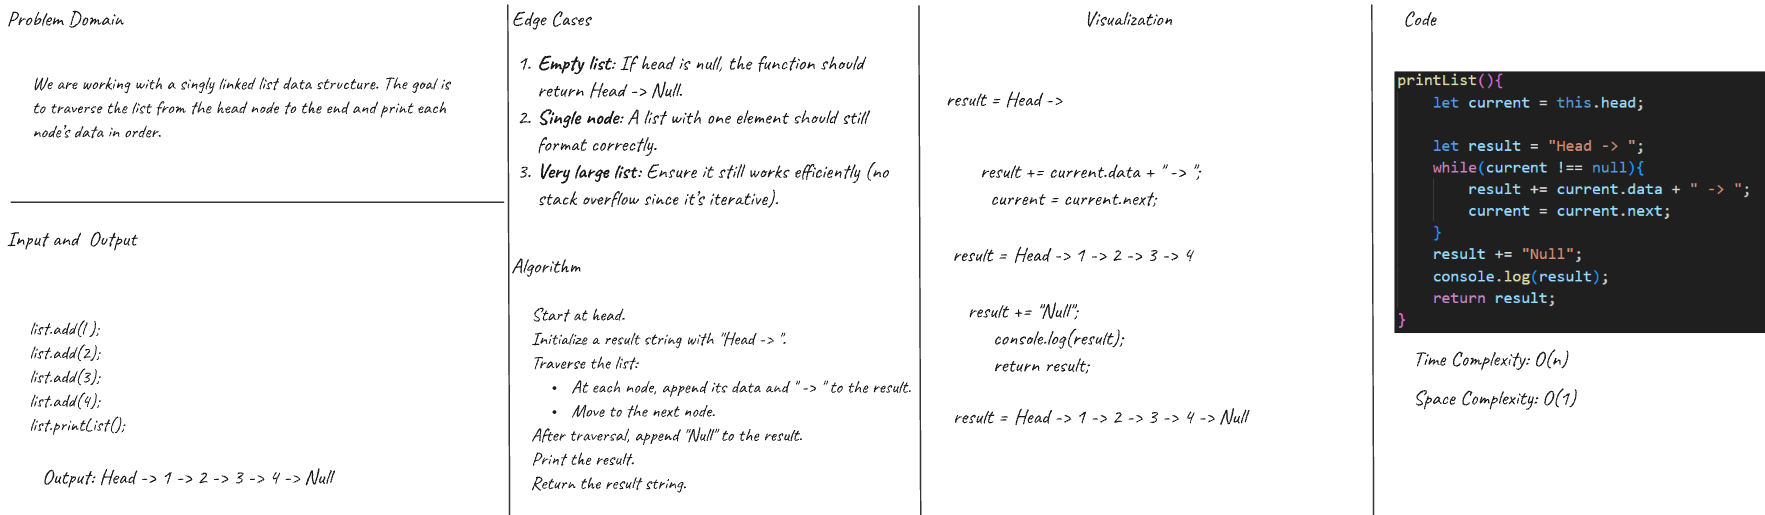 Problem Domain
We are working with a singly linked list data structure. The goal is
to traverse the list from the head node to the end and print each
node's data in order.
Input and Output
list.add(1);
list.add(2);
list.add(3);
list.add(4);
list.printList();
Output: Head -> 1 -> 2 -> 3 -> 4 -> Null
Edge Cases
1. Empty list: If head is null, the function should
return Head -> Null.
2. Single node: A list with one element should still
format correctly.
3. Very large list: Ensure it still works efficiently (no
stack overflow since it's iterative).
Algorithm
Start at head.
Initialize a result string with "Head -> ".
Traverse the list:
• At each node, append its data and " -> " to the result.
• Move to the next node.
After traversal, append "Null" to the result.
Print the result.
Return the result string.
Visualization
result = Head ->
result += current.data + " -> ";
current = current.next;
result = Head -> 1 -> 2 -> 3 -> 4
result += "Null";
console.log(result);
return result;
result = Head -> 1 -> 2 -> 3 -> 4 -> Null
Code
printList(){
let current = this.head;
let result = "Head -> ";
while(current !== null){
result += current.data + " -> ";
current = current.next;
}
result += "Null";
console.log(result);
return result;
}
Time Complexity: O(n)
Space Complexity: O(1)